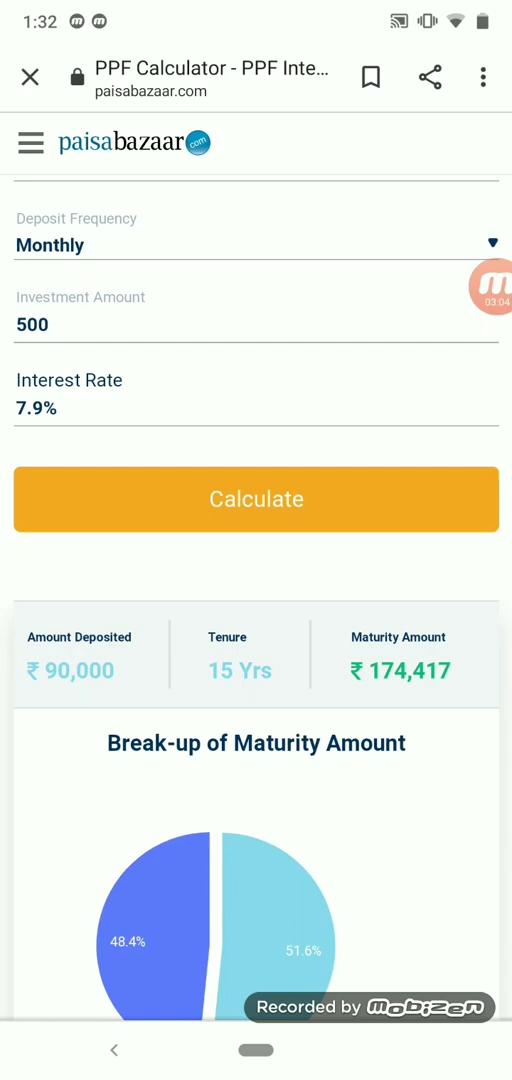 1:32
PPF Calculator - PPF Inte...
paisabazaar.com
paisabazaar com
Deposit Frequency
Monthly
Investment Amount
500
03:04
Interest Rate
7.9%
Calculate
Amount Deposited Tenure Maturity Amount
₹ 90,000 15 Yrs ₹ 174,417
Break-up of Maturity Amount
48.4%
51.6%
Recorded by mobizen